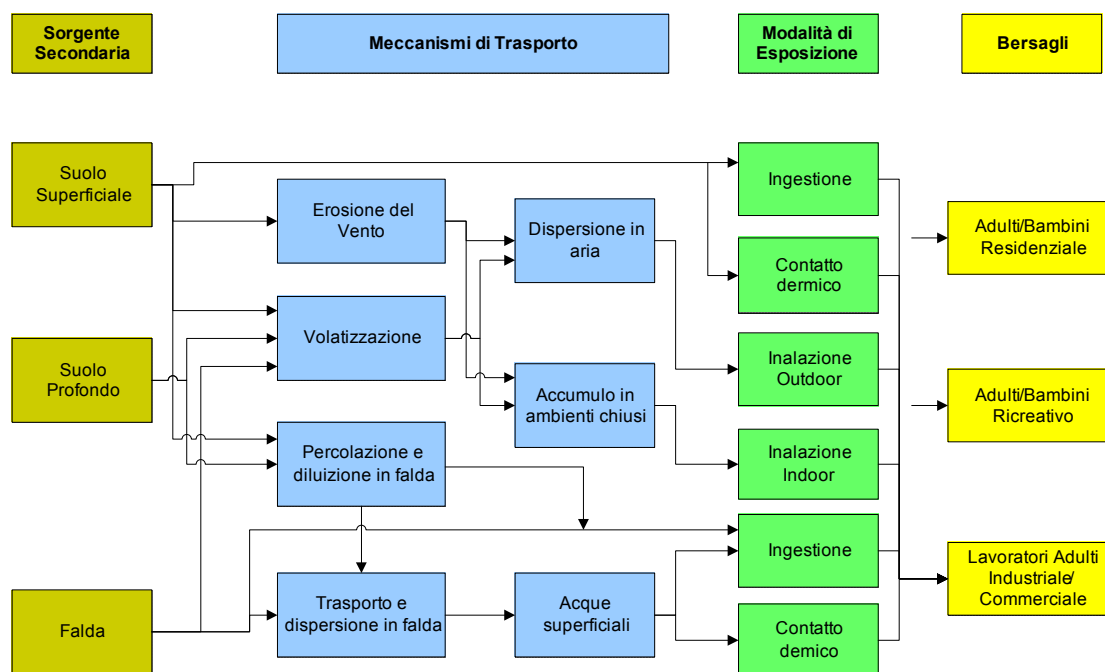 Sorgente
Secondaria
Meccanismi di Trasporto
Modalità di
Esposizione
Bersagli
Suolo
Superficiale
Erosione del
Vento
Dispersione in
aria
Ingestione
Contatto
dermico
Adulti/Bambini
Residenziale
Suolo
Profondo
Volatizzazione
Accumulo in
ambienti chiusi
Inalazione
Outdoor
Adulti/Bambini
Ricreativo
Percolazione e
diluizione in falda
Inalazione
Indoor
Ingestione
Lavoratori Adulti
Industriale/
Commerciale
Falda
Trasporto e
dispersione in falda
Acque
superficiali
Contatto
demico